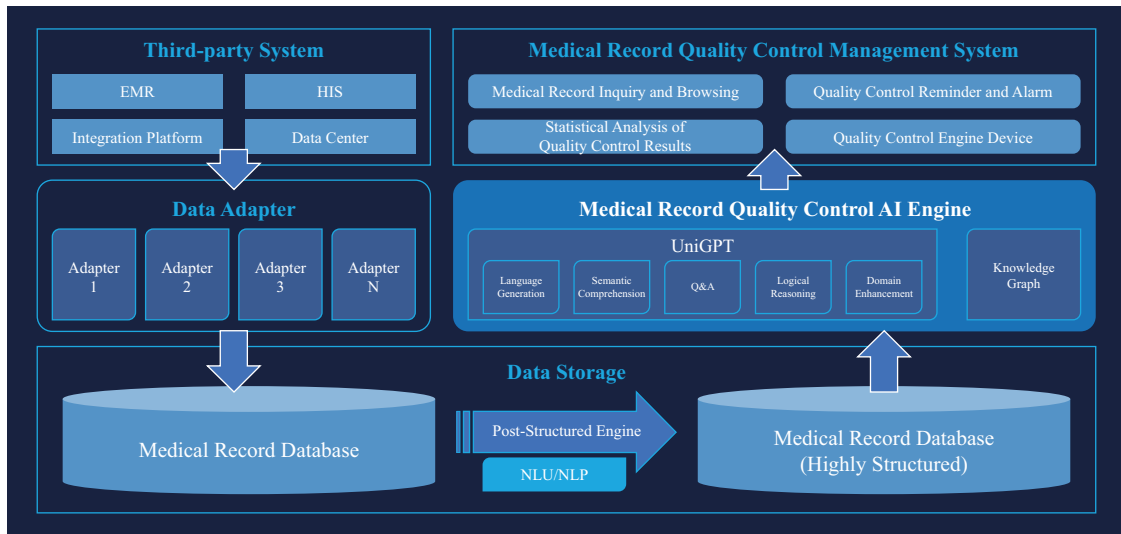 Third-party System
EMR
HIS
Integration Platform
Data Center
Medical Record Quality Control Management System
Medical Record Inquiry and Browsing
Quality Control Reminder and Alarm
Statistical Analysis of
Quality Control Results
Quality Control Engine Device
Data Adapter
Adapter
1
Adapter
2
Adapter
3
Adapter
N
Medical Record Quality Control AI Engine
UniGPT
Language
Generation
Semantic
Comprehension
Q&A
Logical
Reasoning
Domain
Enhancement
Knowledge
Graph
Data Storage
Medical Record Database
Post-Structured Engine
NLU/NLP
Medical Record Database
(Highly Structured)